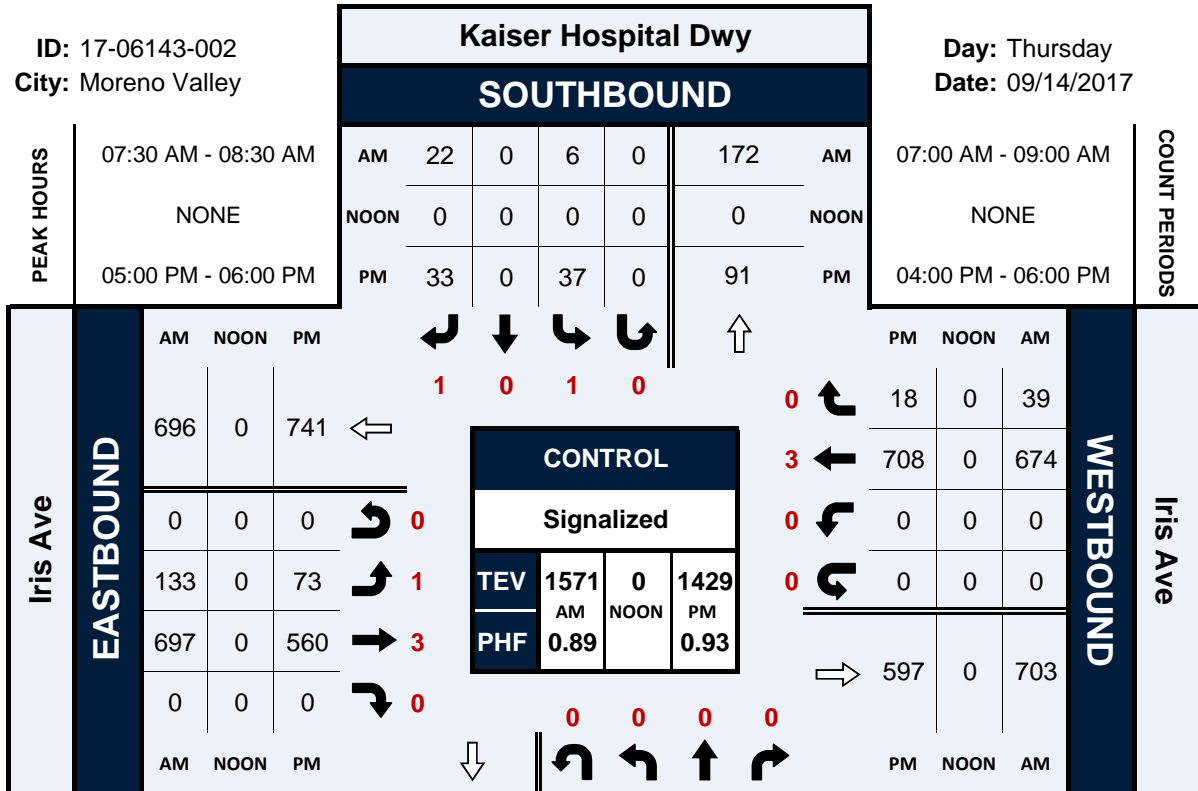 Kaiser Hospital Dwy
ID: 17-06143-002
Day: Thursday
City: Moreno Valley
Date: 09/14/2017
SOUTHBOUND
PEAK HOURS
07:30 AM - 08:30 AM
AM 22 0 6 0 172 AM
07:00 AM - 09:00 AM
COUNT PERIODS
NONE
NOON 0 0 0 0 0 NOON
NONE
05:00 PM - 06:00 PM
PM 33 0 37 0 91 PM
04:00 PM - 06:00 PM
Iris Ave
EASTBOUND
AM NOON PM
PM NOON AM
WESTBOUND
Iris Ave
1 0 1 0
0 18 0 39
696 0 741
CONTROL
3 708 0 674
0 0 0 0
Signalized
0 0 0 0
133 0 73 1
TEV 1571 0 1429
0 0 0 0
AM NOON PM
697 0 560 3
PHF 0.89 0.93
597 0 703
0 0 0 0
0 0 0 0
AM NOON PM
PM NOON AM